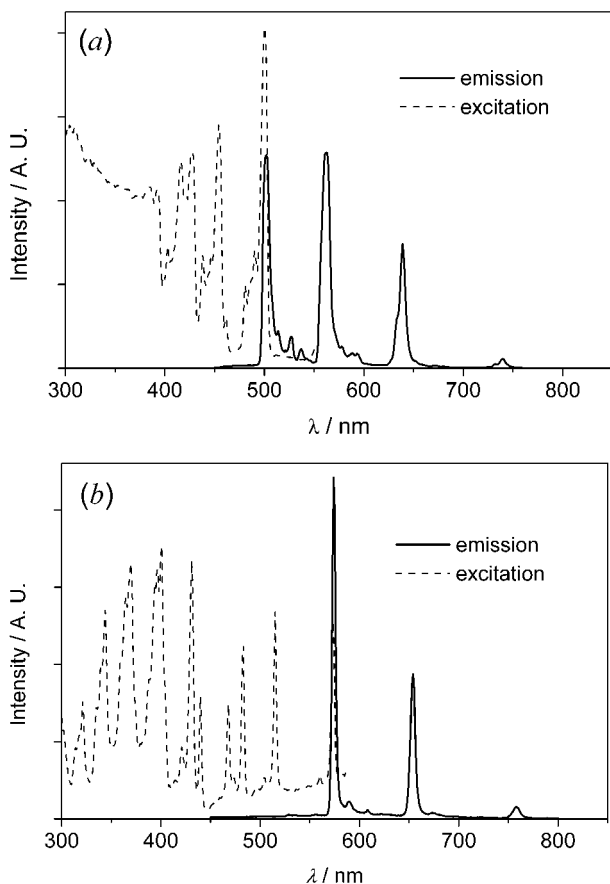 (a)
emission
excitation
Intensity / A. U.
300 400 500 600 700 800
λ / nm
(b)
emission
excitation
Intensity / A. U.
300 400 500 600 700 800
λ / nm